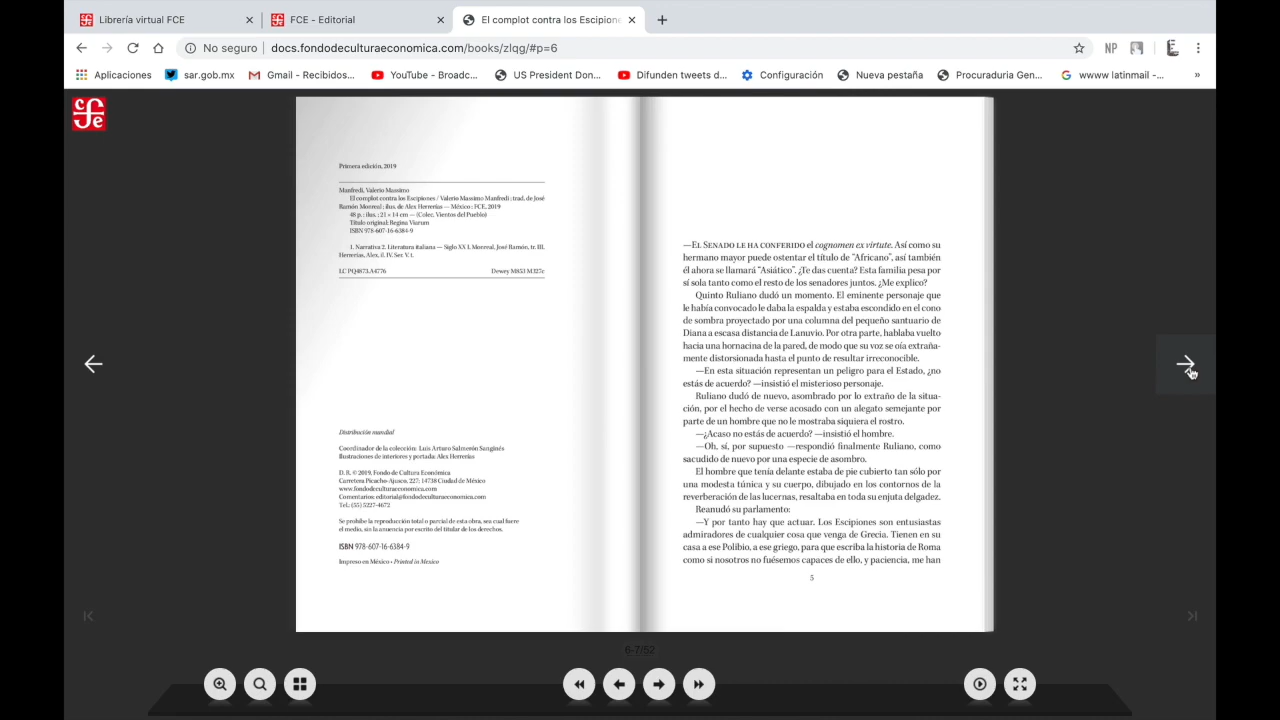 Librería virtual FCE
FCE - Editorial
El complot contra los Escipione
No seguro
docs.fondodeculturaeconomica.com/books/zlqg/#p=6
NP
Aplicaciones
sar.gob.mx
Gmail - Recibidos...
YouTube - Broadc...
US President Don...
Difunden tweets d...
Configuración
Nueva pestaña
Procuraduria Gen...
wwww latinmail -...
»
cfe
Primera edición, 2019
Manfredi, Valerio Massimo
El complot contra los Escipiones / Valerio Massimo Manfredi ; trad. de José
Ramón Monreal ; ilus. de Alex Herrerías — México : FCE, 2019
48 p. : ilus. ; 21 × 14 cm — (Colec. Vientos del Pueblo)
Título original: Regina Viarum
ISBN 978-607-16-6384-9
1. Narrativa 2. Literatura italiana — Siglo XX I. Monreal, José Ramón, tr. II.
Herrerías, Alex, il. IV. Ser. V. t.
LC PQ4873.A4776 Dewey M853 M327c
Distribución mundial
Coordinador de la colección: Luis Arturo Salmerón Sanginés
Ilustraciones de interiores y portada: Alex Herrerías
D. R. © 2019, Fondo de Cultura Económica
Carretera Picacho-Ajusco, 227; 14738 Ciudad de México
www.fondodeculturaeconomica.com
Comentarios: editorial@fondodeculturaeconomica.com
Tel.: (55) 5227-4672
Se prohíbe la reproducción total o parcial de esta obra, sea cual fuere
el medio, sin la anuencia por escrito del titular de los derechos.
ISBN 978-607-16-6384-9
Impreso en México • Printed in Mexico
—El Senado le ha conferido el cognomen ex virtute. Así como su
hermano mayor puede ostentar el título de "Africano", así también
él ahora se llamará "Asiático". ¿Te das cuenta? Esta familia pesa por
sí sola tanto como el resto de los senadores juntos. ¿Me explico?
Quinto Ruliano dudó un momento. El eminente personaje que
le había convocado le daba la espalda y estaba escondido en el cono
de sombra proyectado por una columna del pequeño santuario de
Diana a escasa distancia de Lanuvio. Por otra parte, hablaba vuelto
hacia una hornacina de la pared, de modo que su voz se oía extraña-
mente distorsionada hasta el punto de resultar irreconocible.
—En esta situación representan un peligro para el Estado, ¿no
estás de acuerdo? —insistió el misterioso personaje.
Ruliano dudó de nuevo, asombrado por lo extraño de la situa-
ción, por el hecho de verse acosado con un alegato semejante por
parte de un hombre que no le mostraba siquiera el rostro.
—¿Acaso no estás de acuerdo? —insistió el hombre.
—Oh, sí, por supuesto —respondió finalmente Ruliano, como
sacudido de nuevo por una especie de asombro.
El hombre que tenía delante estaba de pie cubierto tan sólo por
una modesta túnica y su cuerpo, dibujado en los contornos de la
reverberación de las lucernas, resaltaba en toda su enjuta delgadez.
Reanudó su parlamento:
—Y por tanto hay que actuar. Los Escipiones son entusiastas
admiradores de cualquier cosa que venga de Grecia. Tienen en su
casa a ese Polibio, a ese griego, para que escriba la historia de Roma
como si nosotros no fuésemos capaces de ello, y paciencia, me han
5
6-7/52